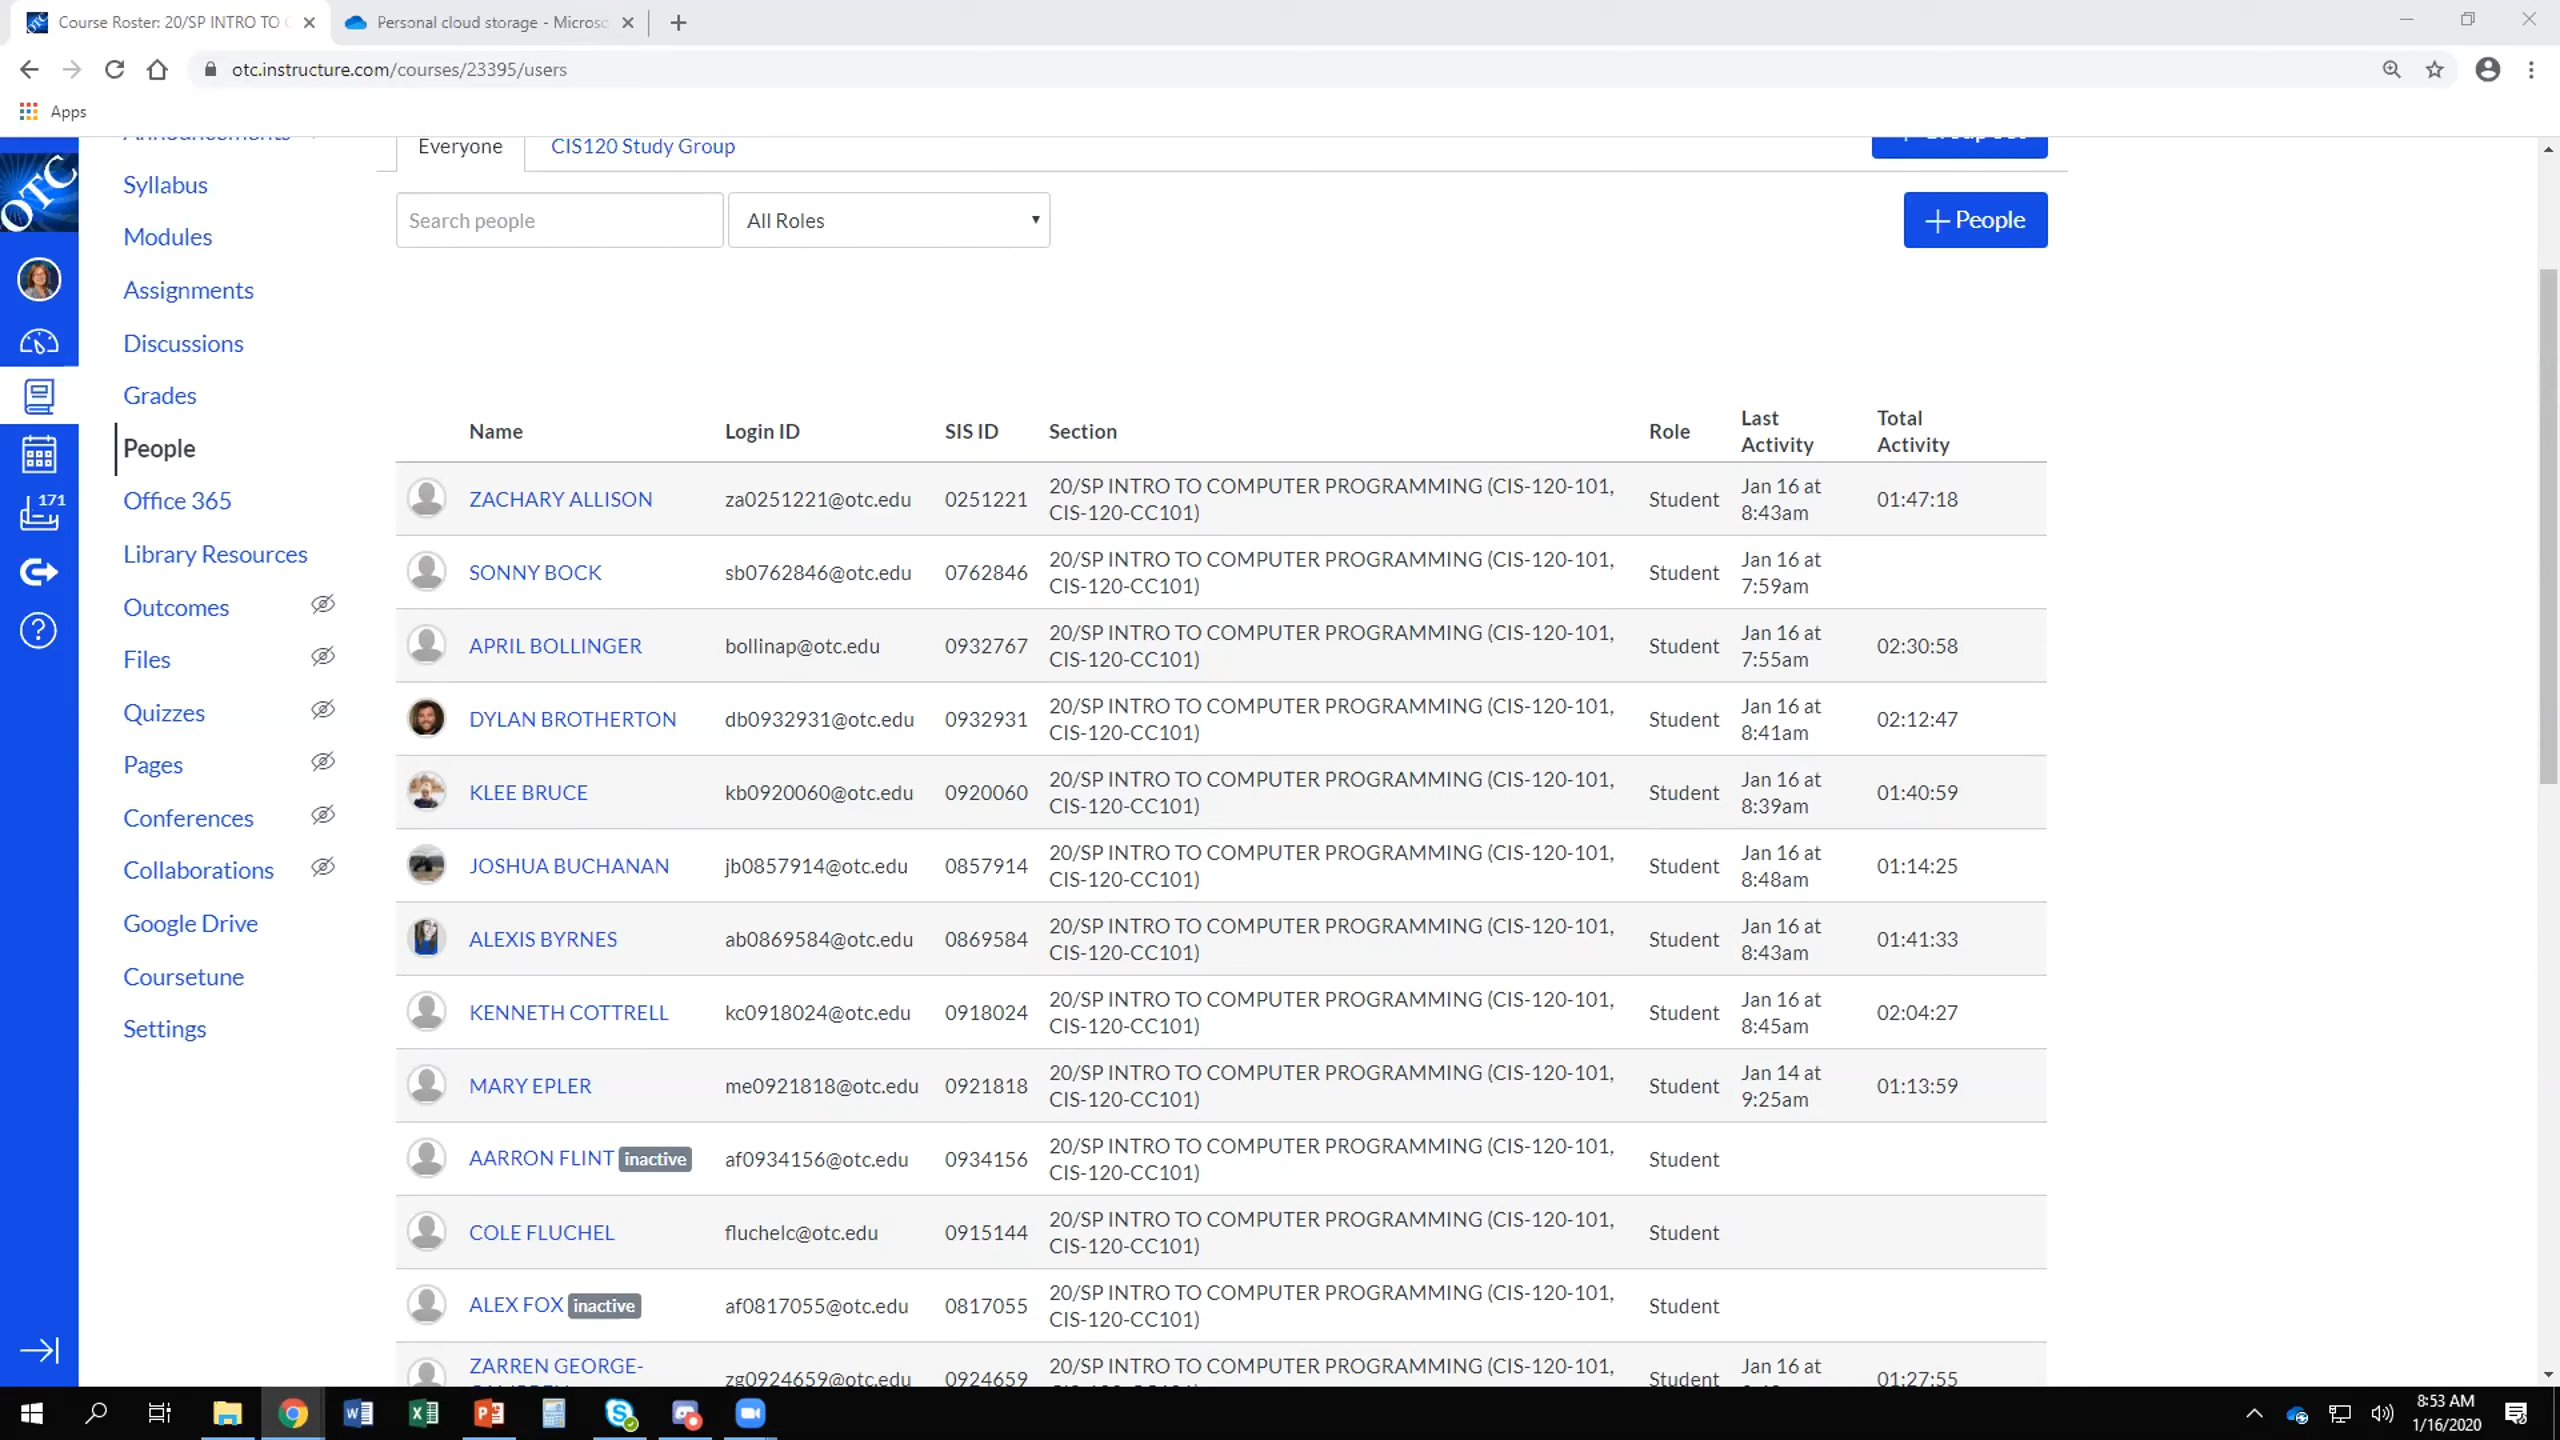 Course Roster: 20/SP INTRO TO
Personal cloud storage - Micros
otc.instructure.com/courses/23395/users
Apps
Announcements
Everyone
CIS120 Study Group
OTC
Syllabus
Search people
All Roles
+ People
Modules
Assignments
Discussions
Grades
People
Office 365
Library Resources
Outcomes
Files
Quizzes
Pages
Conferences
Collaborations
Google Drive
Coursetune
Settings
171
Name Login ID SIS ID Section Role Last Activity Total Activity
ZACHARY ALLISON za0251221@otc.edu 0251221 20/SP INTRO TO COMPUTER PROGRAMMING (CIS-120-101, Student Jan 16 at 01:47:18
CIS-120-CC101) 8:43am
SONNY BOCK sb0762846@otc.edu 0762846 20/SP INTRO TO COMPUTER PROGRAMMING (CIS-120-101, Student Jan 16 at
CIS-120-CC101) 7:59am
APRIL BOLLINGER bollinap@otc.edu 0932767 20/SP INTRO TO COMPUTER PROGRAMMING (CIS-120-101, Student Jan 16 at 02:30:58
CIS-120-CC101) 7:55am
DYLAN BROTHERTON db0932931@otc.edu 0932931 20/SP INTRO TO COMPUTER PROGRAMMING (CIS-120-101, Student Jan 16 at 02:12:47
CIS-120-CC101) 8:41am
KLEE BRUCE kb0920060@otc.edu 0920060 20/SP INTRO TO COMPUTER PROGRAMMING (CIS-120-101, Student Jan 16 at 01:40:59
CIS-120-CC101) 8:39am
JOSHUA BUCHANAN jb0857914@otc.edu 0857914 20/SP INTRO TO COMPUTER PROGRAMMING (CIS-120-101, Student Jan 16 at 01:14:25
CIS-120-CC101) 8:48am
ALEXIS BYRNES ab0869584@otc.edu 0869584 20/SP INTRO TO COMPUTER PROGRAMMING (CIS-120-101, Student Jan 16 at 01:41:33
CIS-120-CC101) 8:43am
KENNETH COTTRELL kc0918024@otc.edu 0918024 20/SP INTRO TO COMPUTER PROGRAMMING (CIS-120-101, Student Jan 16 at 02:04:27
CIS-120-CC101) 8:45am
MARY EPLER me0921818@otc.edu 0921818 20/SP INTRO TO COMPUTER PROGRAMMING (CIS-120-101, Student Jan 14 at 01:13:59
CIS-120-CC101) 9:25am
AARRON FLINT inactive af0934156@otc.edu 0934156 20/SP INTRO TO COMPUTER PROGRAMMING (CIS-120-101, Student
CIS-120-CC101)
COLE FLUCHEL fluchelc@otc.edu 0915144 20/SP INTRO TO COMPUTER PROGRAMMING (CIS-120-101, Student
CIS-120-CC101)
ALEX FOX inactive af0817055@otc.edu 0817055 20/SP INTRO TO COMPUTER PROGRAMMING (CIS-120-101, Student
CIS-120-CC101)
ZARREN GEORGE- zg0924659@otc.edu 0924659 20/SP INTRO TO COMPUTER PROGRAMMING (CIS-120-101, Student Jan 16 at 01:27:55
8:53 AM
1/16/2020